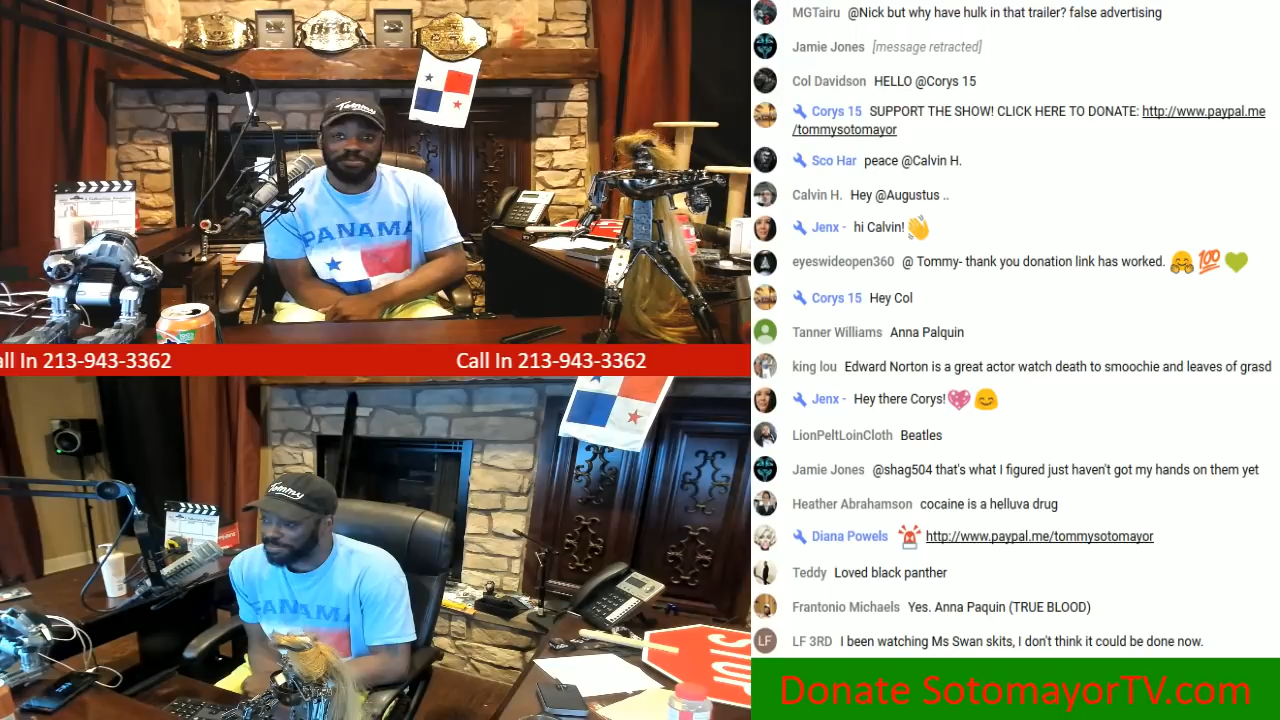 Tommy
PANAMA
all In 213-943-3362
Call In 213-943-3362
Tommy
PANAMA
MGTairu @Nick but why have hulk in that trailer? false advertising
Jamie Jones [message retracted]
Col Davidson HELLO @Corys 15
Corys 15 SUPPORT THE SHOW! CLICK HERE TO DONATE: http://www.paypal.me
/tommysotomayor
Sco Har peace @Calvin H.
Calvin H. Hey @Augustus ..
Jenx - hi Calvin!👋
eyeswideopen360 @ Tommy- thank you donation link has worked. 🤗 💯 💚
Corys 15 Hey Col
Tanner Williams Anna Palquin
king lou Edward Norton is a great actor watch death to smoochie and leaves of grasd
Jenx - Hey there Corys!💖 😊
LionPeltLoinCloth Beatles
Jamie Jones @shag504 that's what I figured just haven't got my hands on them yet
Heather Abrahamson cocaine is a helluva drug
Diana Powels 🚨 http://www.paypal.me/tommysotomayor
Teddy Loved black panther
Frantonio Michaels Yes. Anna Paquin (TRUE BLOOD)
LF LF 3RD I been watching Ms Swan skits, I don't think it could be done now.
Donate SotomayorTV.com